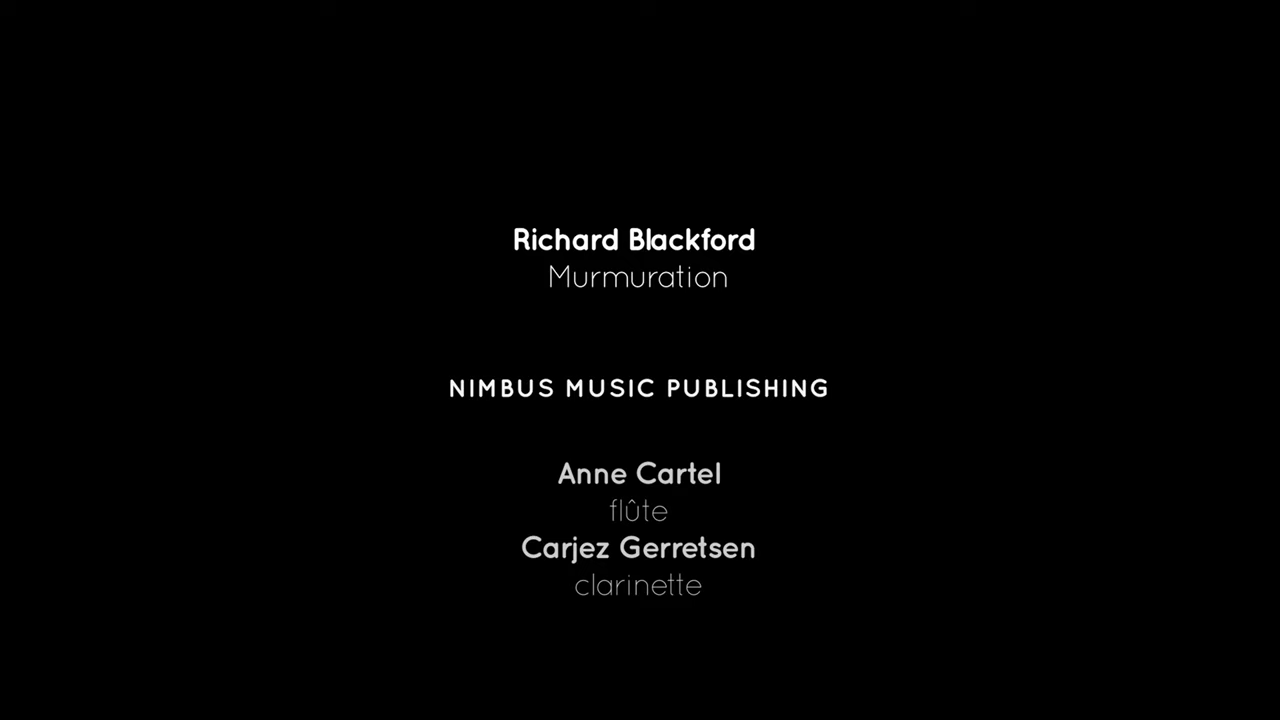 Richard Blackford
Murmuration
NIMBUS MUSIC PUBLISHING
Anne Cartel
flûte
Carjez Gerretsen
clarinette